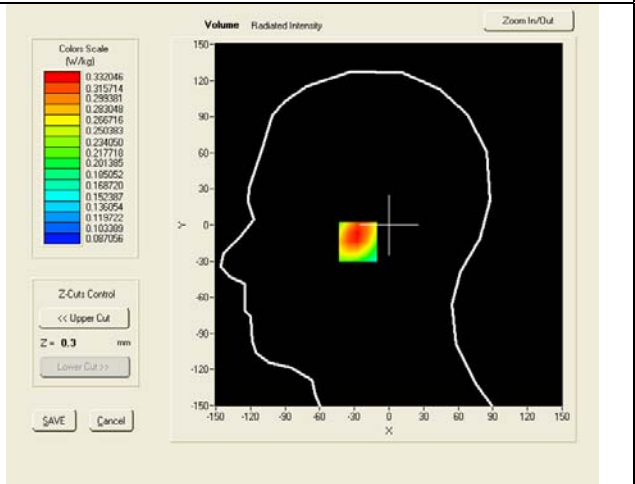 Volume Radiated Intensity
Zoom In/Out
Colors Scale
(W/kg)
0.332046
0.315714
0.299381
0.283048
0.266716
0.250383
0.234050
0.217718
0.201385
0.185052
0.168720
0.152387
0.136054
0.119722
0.103389
0.087056
Z-Cuts Control
<< Upper Cut
Z = 0.3 mm
Lower Cut >>
SAVE Cancel
150
120
90
60
30
0
-30
-60
-90
-120
-150
Y
-150 -120 -90 -60 -30 0 30 60 90 120 150
X